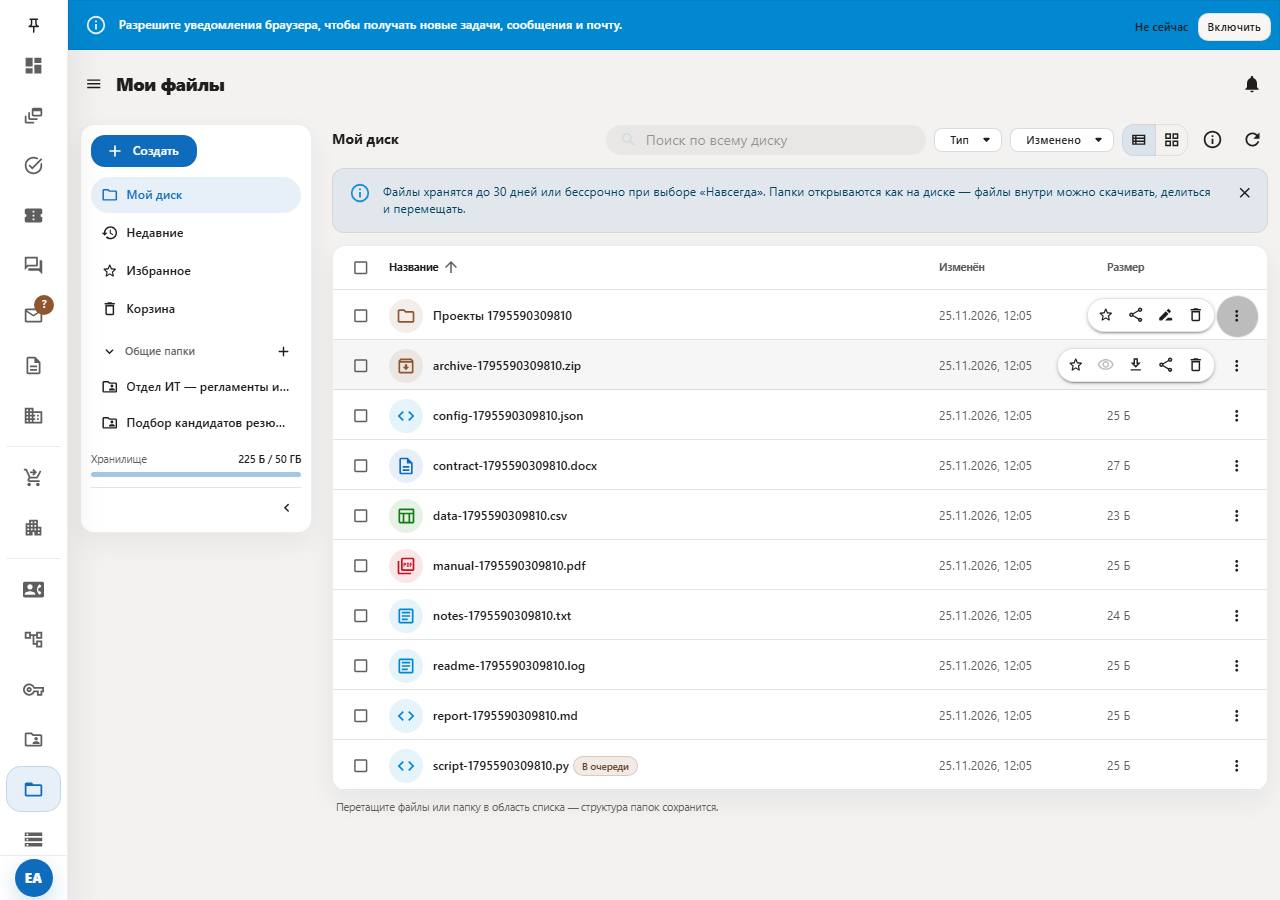 Разрешите уведомления браузера, чтобы получать новые задачи, сообщения и почту.
Не сейчас
Включить
Мои файлы
?
Создать
Мой диск
Недавние
Избранное
Корзина
Общие папки
Отдел ИТ — регламенты и...
Подбор кандидатов резю...
Хранилище
225 Б / 50 ГБ
Мой диск
Поиск по всему диску
Тип
Изменено
Файлы хранятся до 30 дней или бессрочно при выборе «Навсегда». Папки открываются как на диске — файлы внутри можно скачивать, делиться
и перемещать.
Название
Изменён
Размер
Проекты 1795590309810
25.11.2026, 12:05
archive-1795590309810.zip
25.11.2026, 12:05
config-1795590309810.json
25.11.2026, 12:05
25 Б
contract-1795590309810.docx
25.11.2026, 12:05
27 Б
data-1795590309810.csv
25.11.2026, 12:05
23 Б
PDF
manual-1795590309810.pdf
25.11.2026, 12:05
25 Б
notes-1795590309810.txt
25.11.2026, 12:05
24 Б
readme-1795590309810.log
25.11.2026, 12:05
25 Б
report-1795590309810.md
25.11.2026, 12:05
25 Б
script-1795590309810.py
В очереди
25.11.2026, 12:05
25 Б
Перетащите файлы или папку в область списка — структура папок сохранится.
EA